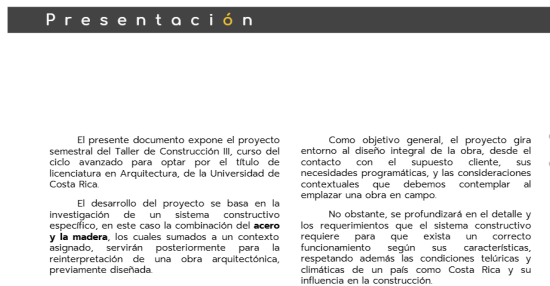 Presentación
El presente documento expone el proyecto
semestral del Taller de Construcción III, curso del
ciclo avanzado para optar por el título de
licenciatura en Arquitectura, de la Universidad de
Costa Rica.
El desarrollo del proyecto se basa en la
investigación de un sistema constructivo
específico, en este caso la combinación del acero
y la madera, los cuales sumados a un contexto
asignado, servirán posteriormente para la
reinterpretación de una obra arquitectónica,
previamente diseñada.
Como objetivo general, el proyecto gira
entorno al diseño integral de la obra, desde el
contacto con el supuesto cliente, sus
necesidades programáticas, y las consideraciones
contextuales que debemos contemplar al
emplazar una obra en campo.
No obstante, se profundizará en el detalle y
los requerimientos que el sistema constructivo
requiere para que exista un correcto
funcionamiento según sus características,
respetando además las condiciones telúricas y
climáticas de un país como Costa Rica y su
influencia en la construcción.